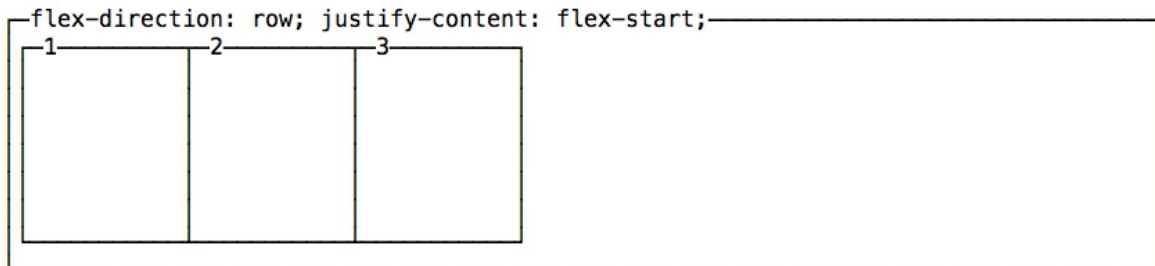 flex-direction: row; justify-content: flex-start;
1 2 3